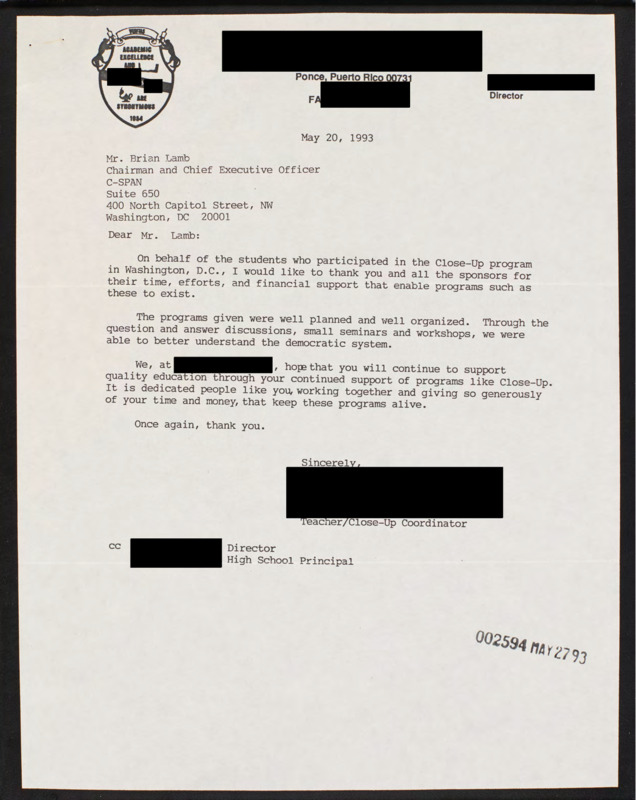 ACADEMIC
EXCELLENCE
AND
ARE
SYNONYMOUS
1954
Ponce, Puerto Rico 00731
FA
Director
May 20, 1993
Mr. Brian Lamb
Chairman and Chief Executive Officer
C-SPAN
Suite 650
400 North Capitol Street, NW
Washington, DC 20001
Dear Mr. Lamb:
On behalf of the students who participated in the Close-Up program
in Washington, D.C., I would like to thank you and all the sponsors for
their time, efforts, and financial support that enable programs such as
these to exist.
The programs given were well planned and well organized. Through the
question and answer discussions, small seminars and workshops, we were
able to better understand the democratic system.
We, at , hope that you will continue to support
quality education through your continued support of programs like Close-Up.
It is dedicated people like you, working together and giving so generously
of your time and money, that keep these programs alive.
Once again, thank you.
Sincerely,
Teacher/Close-Up Coordinator
cc Director
High School Principal
002594 MAY 27 93